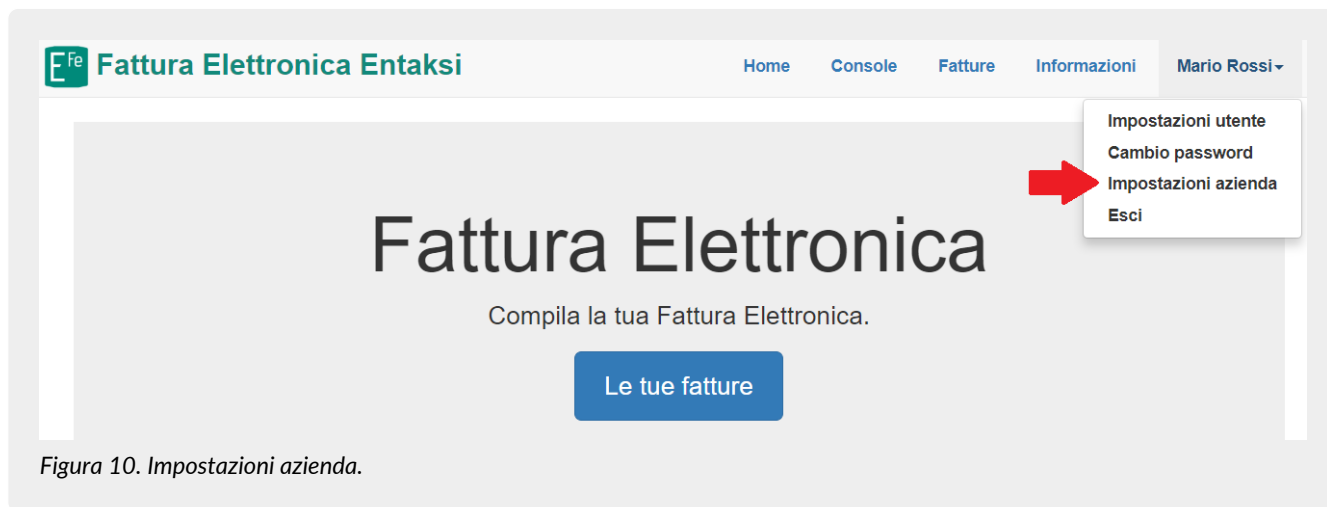 EFe Fattura Elettronica Entaksi Home Console Fatture Informazioni Mario Rossi
Impostazioni utente
Cambio password
Impostazioni azienda
Esci
Fattura Elettronica
Compila la tua Fattura Elettronica.
Le tue fatture
Figura 10. Impostazioni azienda.